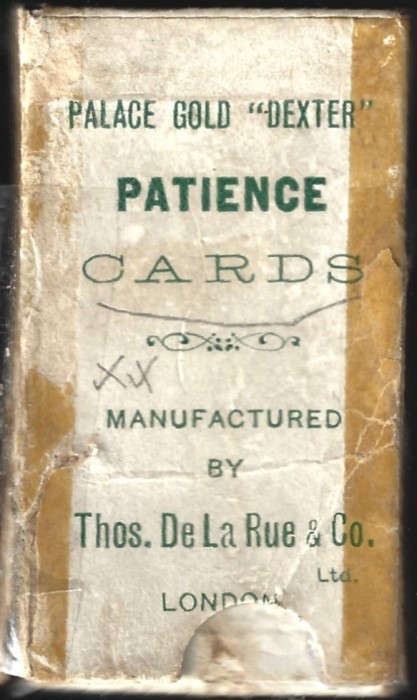 PALACE GOLD "DEXTER"
PATIENCE
CARDS
XX
MANUFACTURED
BY
Thos. De La Rue & Co.
Ltd.
LONDON